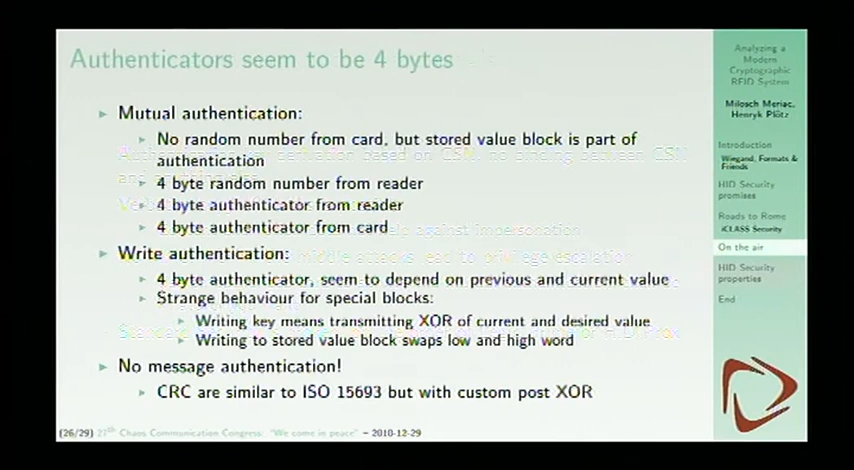 Authenticators seem to be 4 bytes
Mutual authentication:
No random number from card, but stored value block is part of
authentication
4 byte random number from reader
4 byte authenticator from reader
4 byte authenticator from card
Write authentication:
4 byte authenticator, seem to depend on previous and current value
Strange behaviour for special blocks:
Writing key means transmitting XOR of current and desired value
Writing to stored value block swaps low and high word
No message authentication!
CRC are similar to ISO 15693 but with custom post XOR
(26/29) 27th Chaos Communication Congress: "We come in peace" – 2010-12-29
Analyzing a
Modern
Cryptographic
RFID System
Milosch Meriac,
Henryk Plötz
Introduction
Wiegand, Formats &
Friends
HID Security
promises
Roads to Rome
iCLASS Security
On the air
HID Security
properties
End